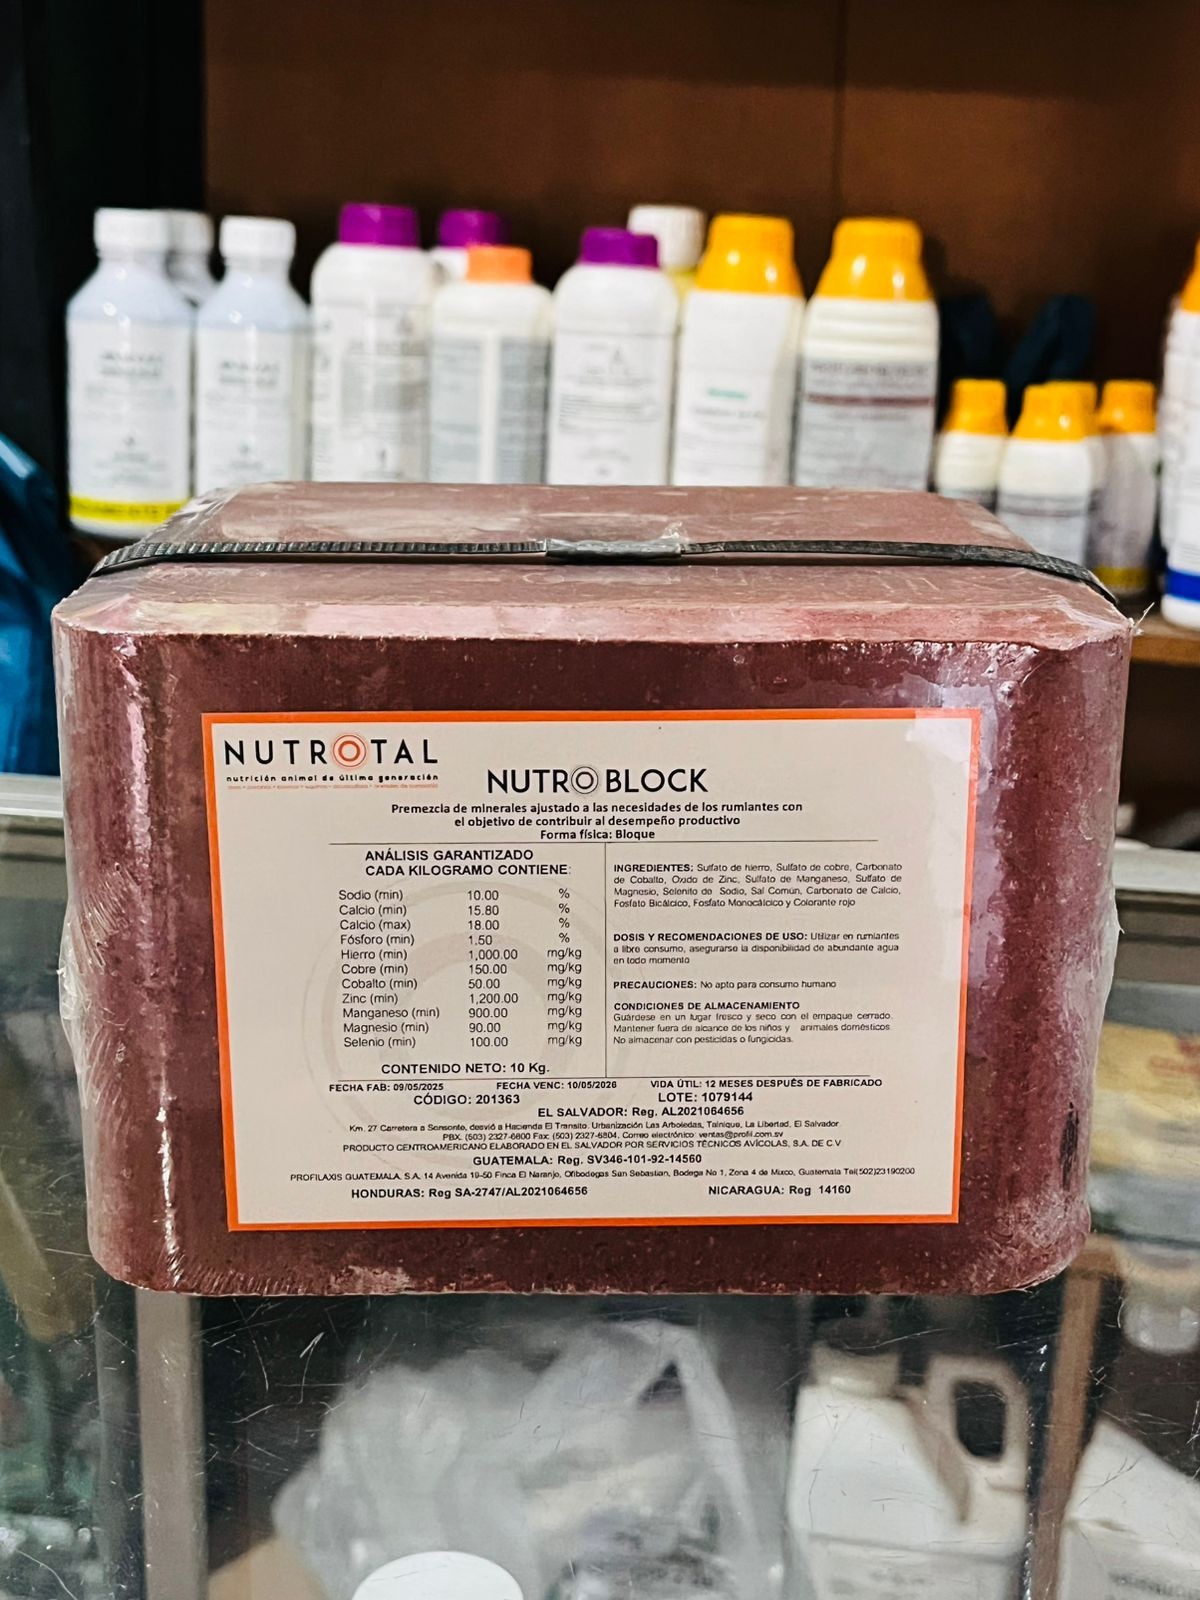 NUTROTAL
nutrición animal de última generación
NUTROBLOCK
Premezcla de minerales ajustado a las necesidades de los rumiantes con
el objetivo de contribuir al desempeño productivo
Forma física: Bloque
ANÁLISIS GARANTIZADO
CADA KILOGRAMO CONTIENE:
Sodio (min) 10.00 %
Calcio (min) 15.80 %
Calcio (max) 18.00 %
Fósforo (min) 1.50 %
Hierro (min) 1,000.00 mg/kg
Cobre (min) 150.00 mg/kg
Cobalto (min) 50.00 mg/kg
Zinc (min) 1,200.00 mg/kg
Manganeso (min) 900.00 mg/kg
Magnesio (min) 90.00 mg/kg
Selenio (min) 100.00 mg/kg
CONTENIDO NETO: 10 Kg.
INGREDIENTES: Sulfato de hierro, Sulfato de cobre, Carbonato
de Cobalto, Oxido de Zinc, Sulfato de Manganeso, Sulfato de
Magnesio, Selenito de Sodio, Sal Común, Carbonato de Calcio,
Fosfato Bicálcico, Fosfato Monocálcico y Colorante rojo
DOSIS Y RECOMENDACIONES DE USO: Utilizar en rumiantes
a libre consumo, asegurarse la disponibilidad de abundante agua
en todo momento
PRECAUCIONES: No apto para consumo humano
CONDICIONES DE ALMACENAMIENTO
Guárdese en un lugar fresco y seco con el empaque cerrado.
Mantener fuera de alcance de los niños y animales domésticos.
No almacenar con pesticidas o fungicidas.
FECHA FAB: 09/05/2025 FECHA VENC: 10/05/2026 VIDA ÚTIL: 12 MESES DESPUÉS DE FABRICADO
CÓDIGO: 201363 LOTE: 1079144
EL SALVADOR: Reg. AL2021064656
Km. 27 Carretera a Sonsonte, desvió a Hacienda El Transito. Urbanización Las Arboledas, Talnique, La Libertad, El Salvador
PBX. (503) 2327-6800 Fax: (503) 2327-6804. Correo electrónico: ventas@profil.com.sv
PRODUCTO CENTROAMERICANO ELABORADO EN EL SALVADOR POR SERVICIOS TÉCNICOS AVÍCOLAS, S.A. DE C.V
GUATEMALA: Reg. SV346-101-92-14560
PROFILAXIS GUATEMALA, S.A. 14 Avenida 19-50 Finca El Naranjo, Ofibodegas San Sebastian, Bodega No 1, Zona 4 de Mixco, Guatemala Tel(502)23190200
HONDURAS: Reg SA-2747/AL2021064656 NICARAGUA: Reg 14160